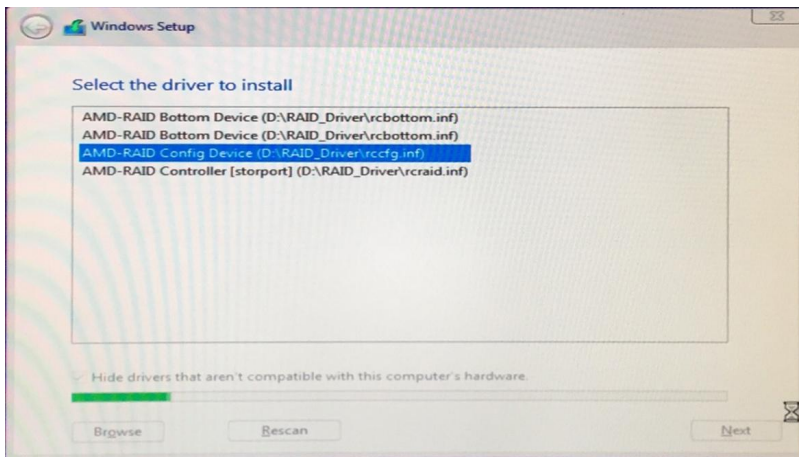 Windows Setup
Select the driver to install
AMD-RAID Bottom Device (D:\RAID_Driver\rcbottom.inf)
AMD-RAID Bottom Device (D:\RAID_Driver\rcbottom.inf)
AMD-RAID Config Device (D:\RAID_Driver\rccfg.inf)
AMD-RAID Controller [storport] (D:\RAID_Driver\rcraid.inf)
Hide drivers that aren't compatible with this computer's hardware.
Browse Rescan Next